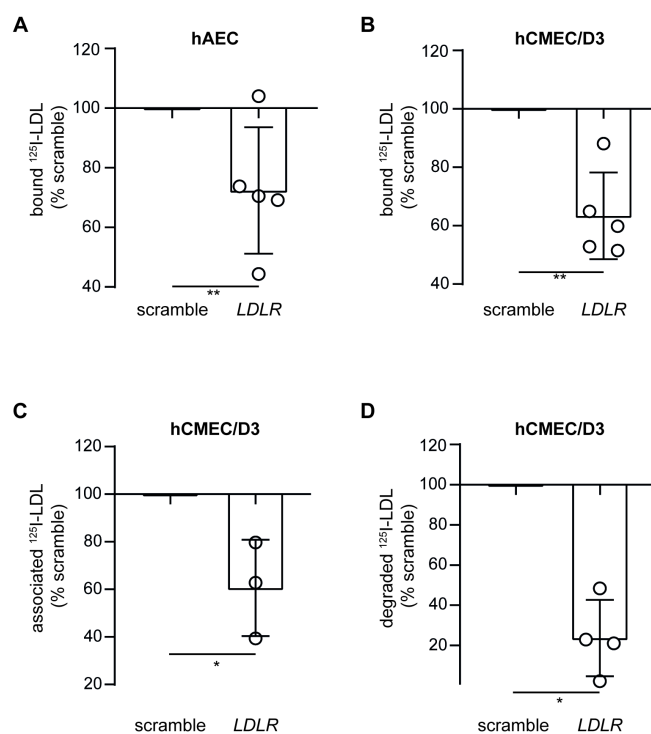 A
hAEC
bound ¹²⁵I-LDL
(% scramble)
120
100
80
60
40
**
scramble LDLR
B
hCMEC/D3
bound ¹²⁵I-LDL
(% scramble)
120
100
80
60
40
**
scramble LDLR
C
hCMEC/D3
associated ¹²⁵I-LDL
(% scramble)
120
100
80
60
40
20
*
scramble LDLR
D
hCMEC/D3
degraded ¹²⁵I-LDL
(% scramble)
120
100
80
60
40
20
*
scramble LDLR